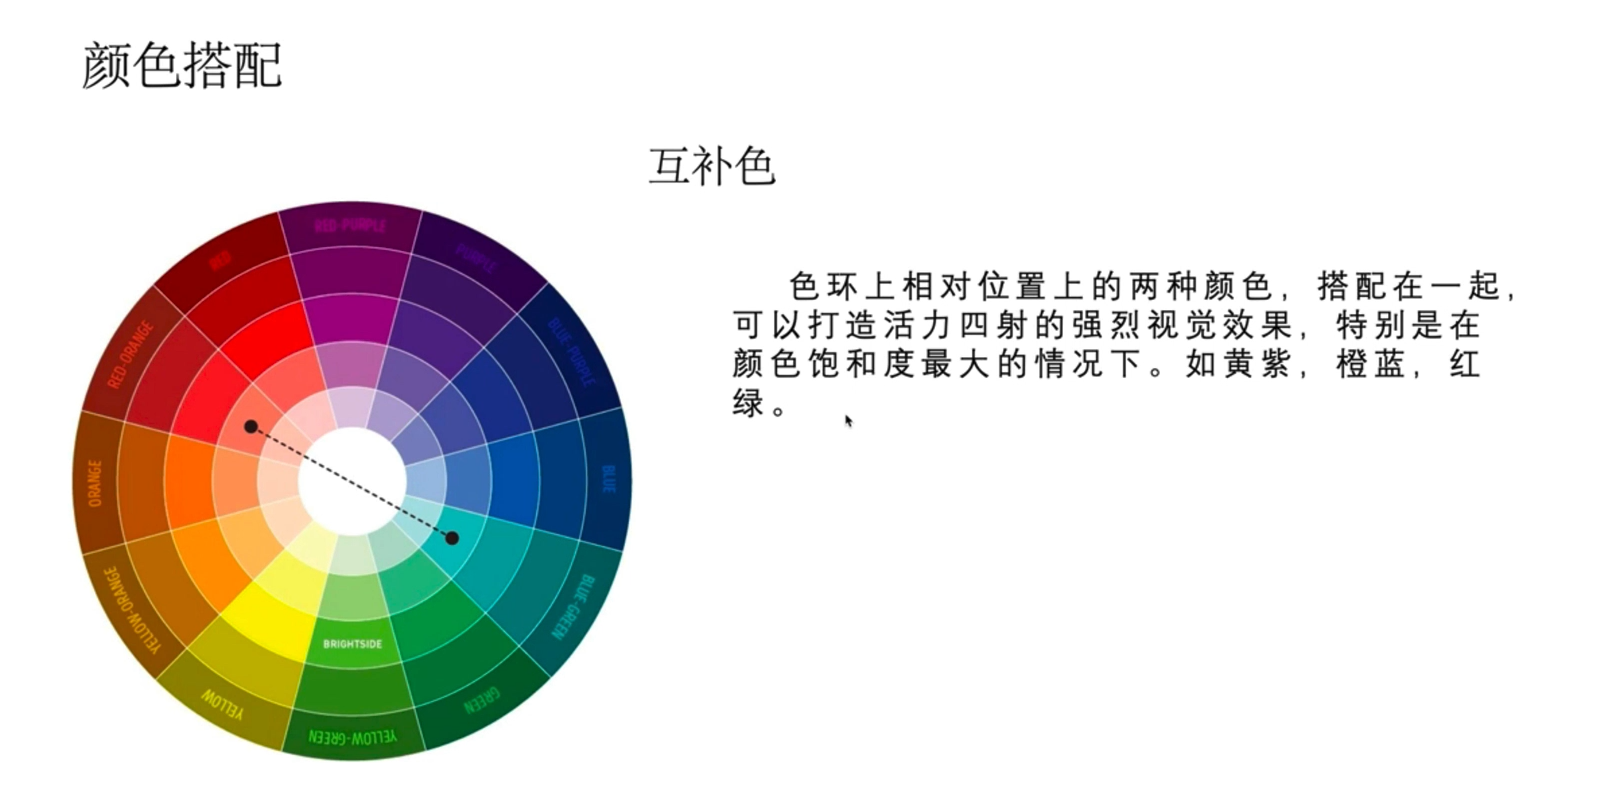 颜色搭配
互补色
色环上相对位置上的两种颜色，搭配在一起，
可以打造活力四射的强烈视觉效果，特别是在
颜色饱和度最大的情况下。如黄紫，橙蓝，红
绿。
RED-PURPLE
PURPLE
BLUE-PURPLE
BLUE
BLUE-GREEN
GREEN
YELLOW-GREEN
YELLOW
YELLOW-ORANGE
ORANGE
RED-ORANGE
RED
BRIGHTSIDE